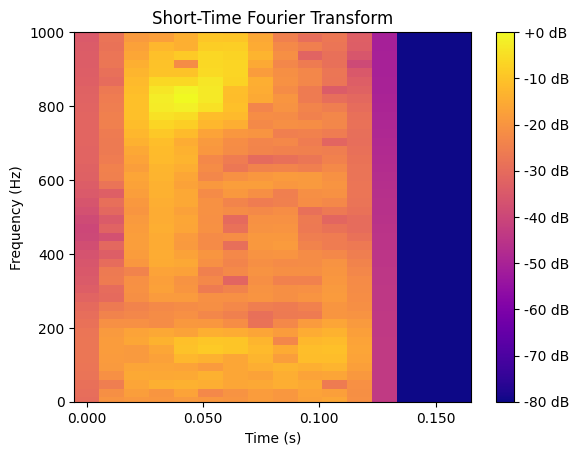 Short-Time Fourier Transform
Frequency (Hz)
1000
800
600
400
200
0
0.000
0.050
0.100
0.150
Time (s)
+0 dB
-10 dB
-20 dB
-30 dB
-40 dB
-50 dB
-60 dB
-70 dB
-80 dB